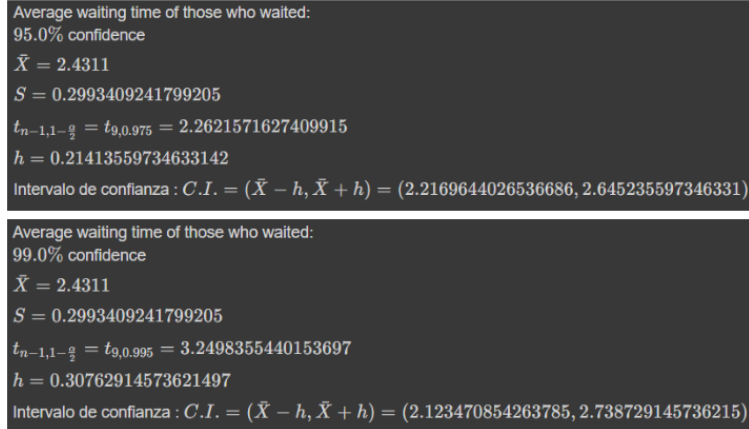 Average waiting time of those who waited:
95.0% confidence
X̄ = 2.4311
S = 0.2993409241799205
t_{n−1,1−α/2} = t_{9,0.975} = 2.2621571627409915
h = 0.21413559734633142
Intervalo de confianza : C.I. = (X̄ − h, X̄ + h) = (2.2169644026536686, 2.645235597346331)
Average waiting time of those who waited:
99.0% confidence
X̄ = 2.4311
S = 0.2993409241799205
t_{n−1,1−α/2} = t_{9,0.995} = 3.2498355440153697
h = 0.30762914573621497
Intervalo de confianza : C.I. = (X̄ − h, X̄ + h) = (2.123470854263785, 2.738729145736215)